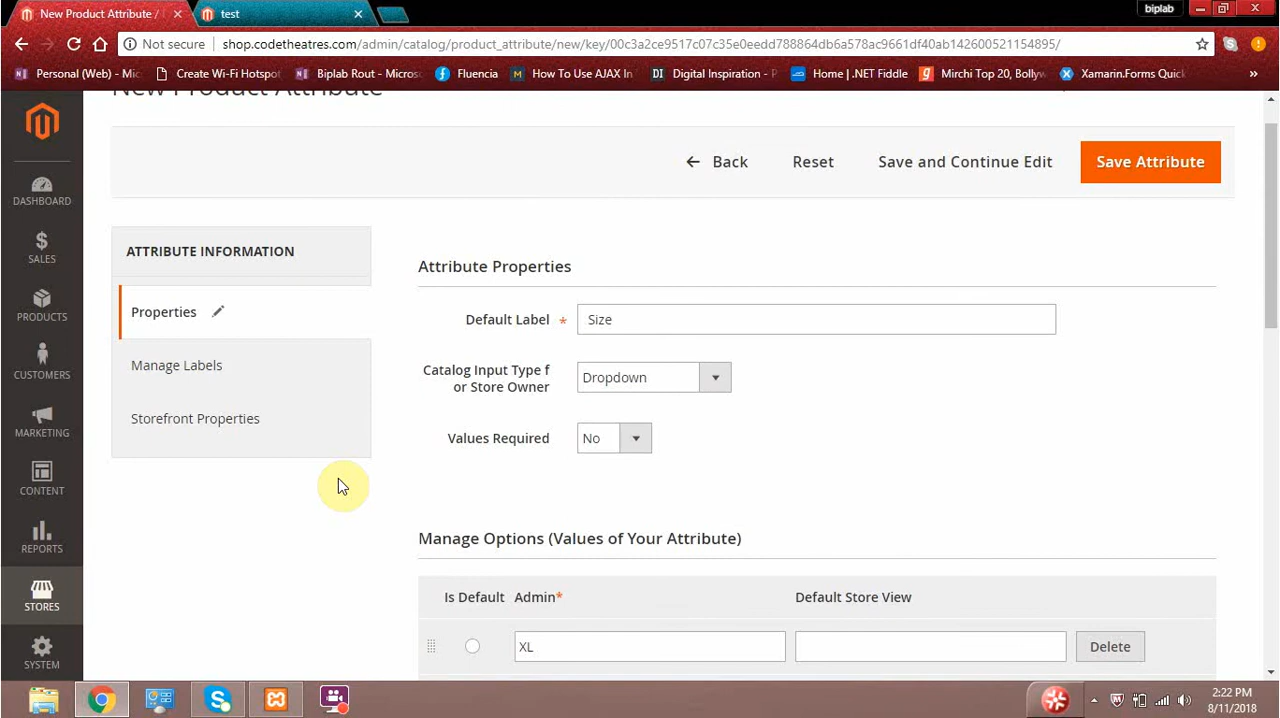 New Product Attribute /
test
biplab
Not secure
shop.codetheatres.com/admin/catalog/product_attribute/new/key/00c3a2ce9517c07c35e0eedd788864db6a578ac9661df40ab142600521154895/
Personal (Web) - Mic
Create Wi-Fi Hotspot
Biplab Rout - Micros
Fluencia
How To Use AJAX In
Digital Inspiration - P
Home | .NET Fiddle
Mirchi Top 20, Bollyw
Xamarin.Forms Quick
»
New Product Attribute
Back
Reset
Save and Continue Edit
Save Attribute
DASHBOARD
SALES
PRODUCTS
CUSTOMERS
MARKETING
CONTENT
REPORTS
STORES
SYSTEM
ATTRIBUTE INFORMATION
Properties
Manage Labels
Storefront Properties
Attribute Properties
Default Label *
Size
Catalog Input Type f
or Store Owner
Dropdown
Values Required
No
Manage Options (Values of Your Attribute)
Is Default
Admin*
Default Store View
XL
Delete
2:22 PM
8/11/2018